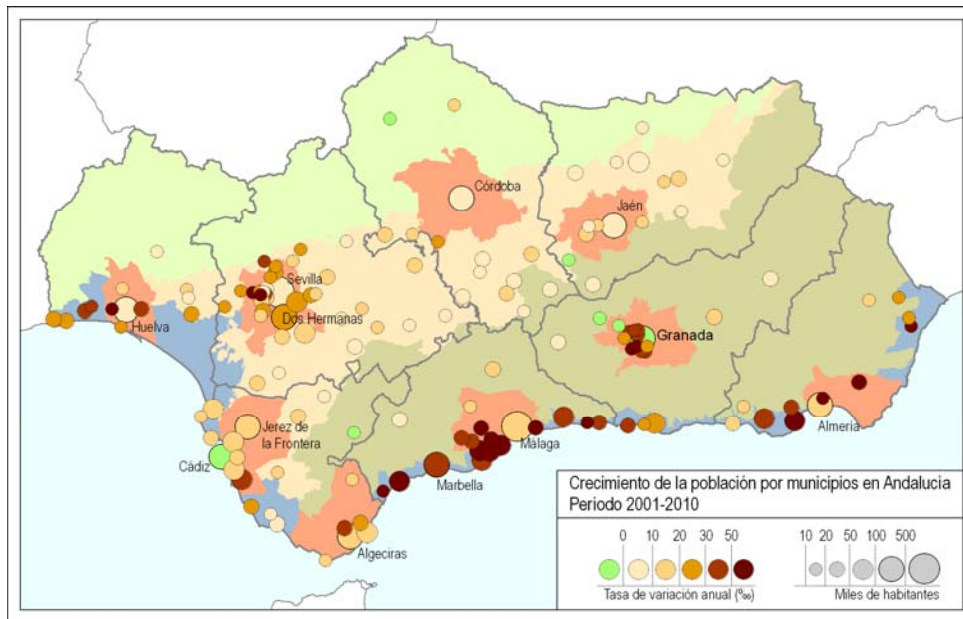 Córdoba
Jaén
Sevilla
Dos Hermanas
Huelva
Granada
Jerez de
la Frontera
Málaga
Almería
Cádiz
Marbella
Algeciras
Crecimiento de la población por municipios en Andalucía
Periodo 2001-2010
0 10 20 30 50
10 20 50 100 500
Tasa de variación anual (‰)
Miles de habitantes